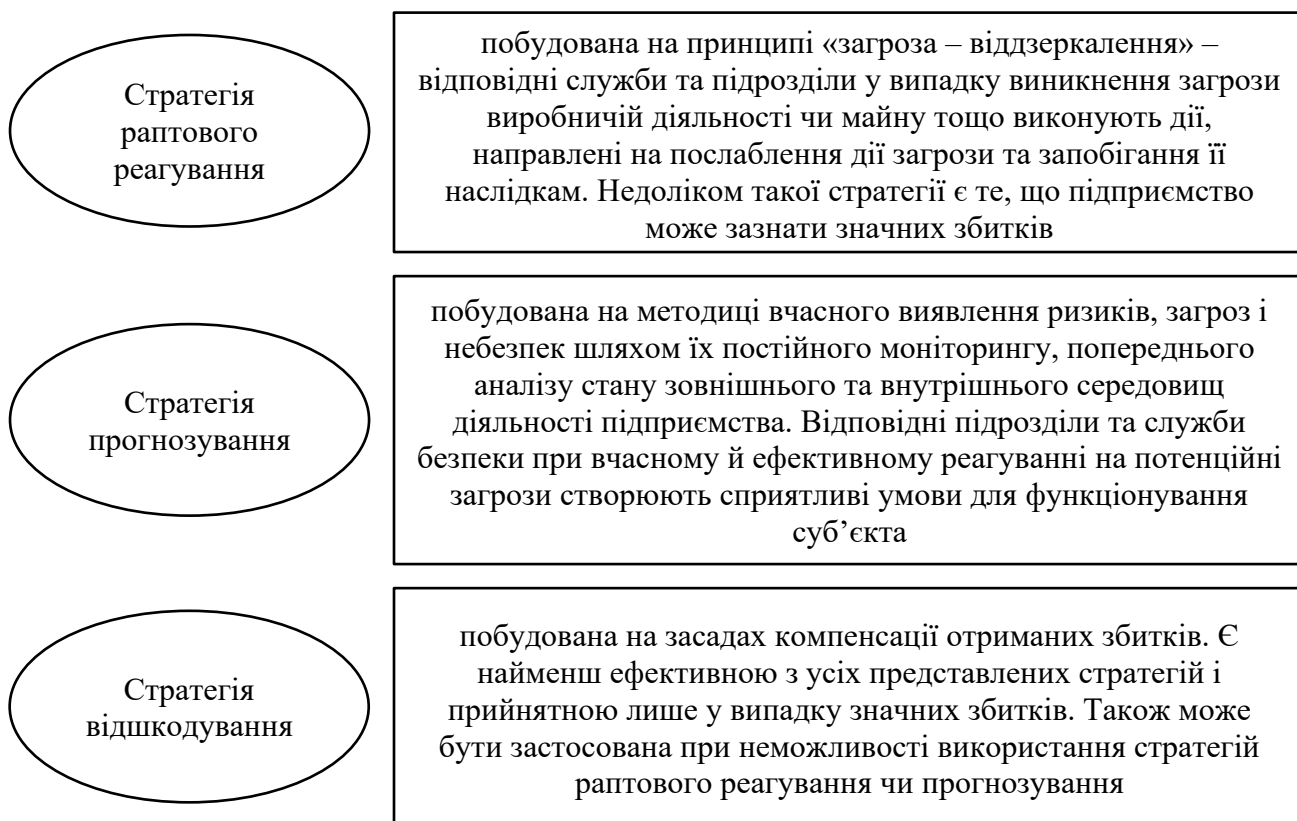 Стратегія
раптового
реагування
побудована на принципі «загроза – віддзеркалення» –
відповідні служби та підрозділи у випадку виникнення загрози
виробничій діяльності чи майну тощо виконують дії,
направлені на послаблення дії загрози та запобігання її
наслідкам. Недоліком такої стратегії є те, що підприємство
може зазнати значних збитків
Стратегія
прогнозування
побудована на методиці вчасного виявлення ризиків, загроз і
небезпек шляхом їх постійного моніторингу, попереднього
аналізу стану зовнішнього та внутрішнього середовищ
діяльності підприємства. Відповідні підрозділи та служби
безпеки при вчасному й ефективному реагуванні на потенційні
загрози створюють сприятливі умови для функціонування
суб’єкта
Стратегія
відшкодування
побудована на засадах компенсації отриманих збитків. Є
найменш ефективною з усіх представлених стратегій і
прийнятною лише у випадку значних збитків. Також може
бути застосована при неможливості використання стратегій
раптового реагування чи прогнозування